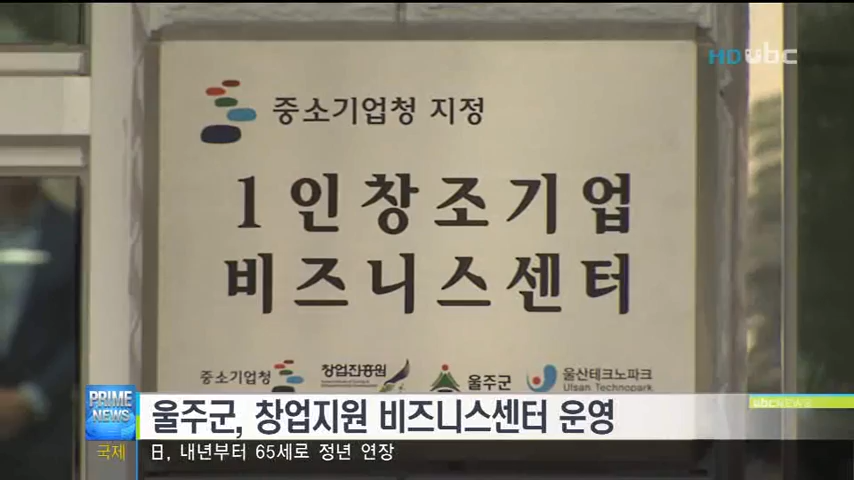 HD ubc
중소기업청 지정
1인창조기업
비즈니스센터
중소기업청 창업진흥원 울주군 울산테크노파크
Ulsan Technopark
PRIME NEWS 울주군, 창업지원 비즈니스센터 운영
국제 日, 내년부터 65세로 정년 연장